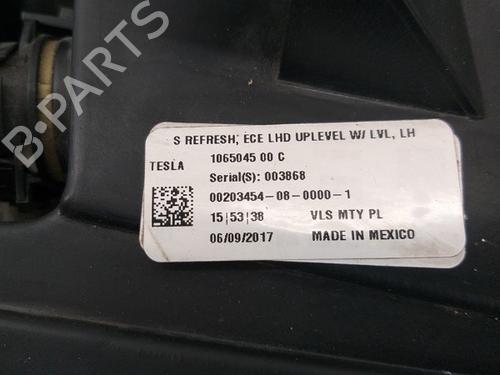 S REFRESH, ECE LHD UPLEVEL W/ LVL, LH
TESLA 1065045 00 C
Serial(S): 003868
00203454-08-0000-1
15|53|38 VLS MTY PL
06/09/2017 MADE IN MEXICO
B-PARTS